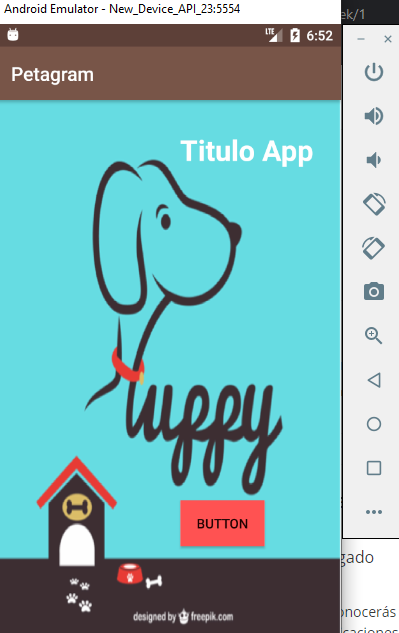 Android Emulator - New_Device_API_23:5554
ek/1
LTE 6:52
Petagram
Titulo App
Puppy
BUTTON
gado
designed by freepik.com
onocerás
caciones